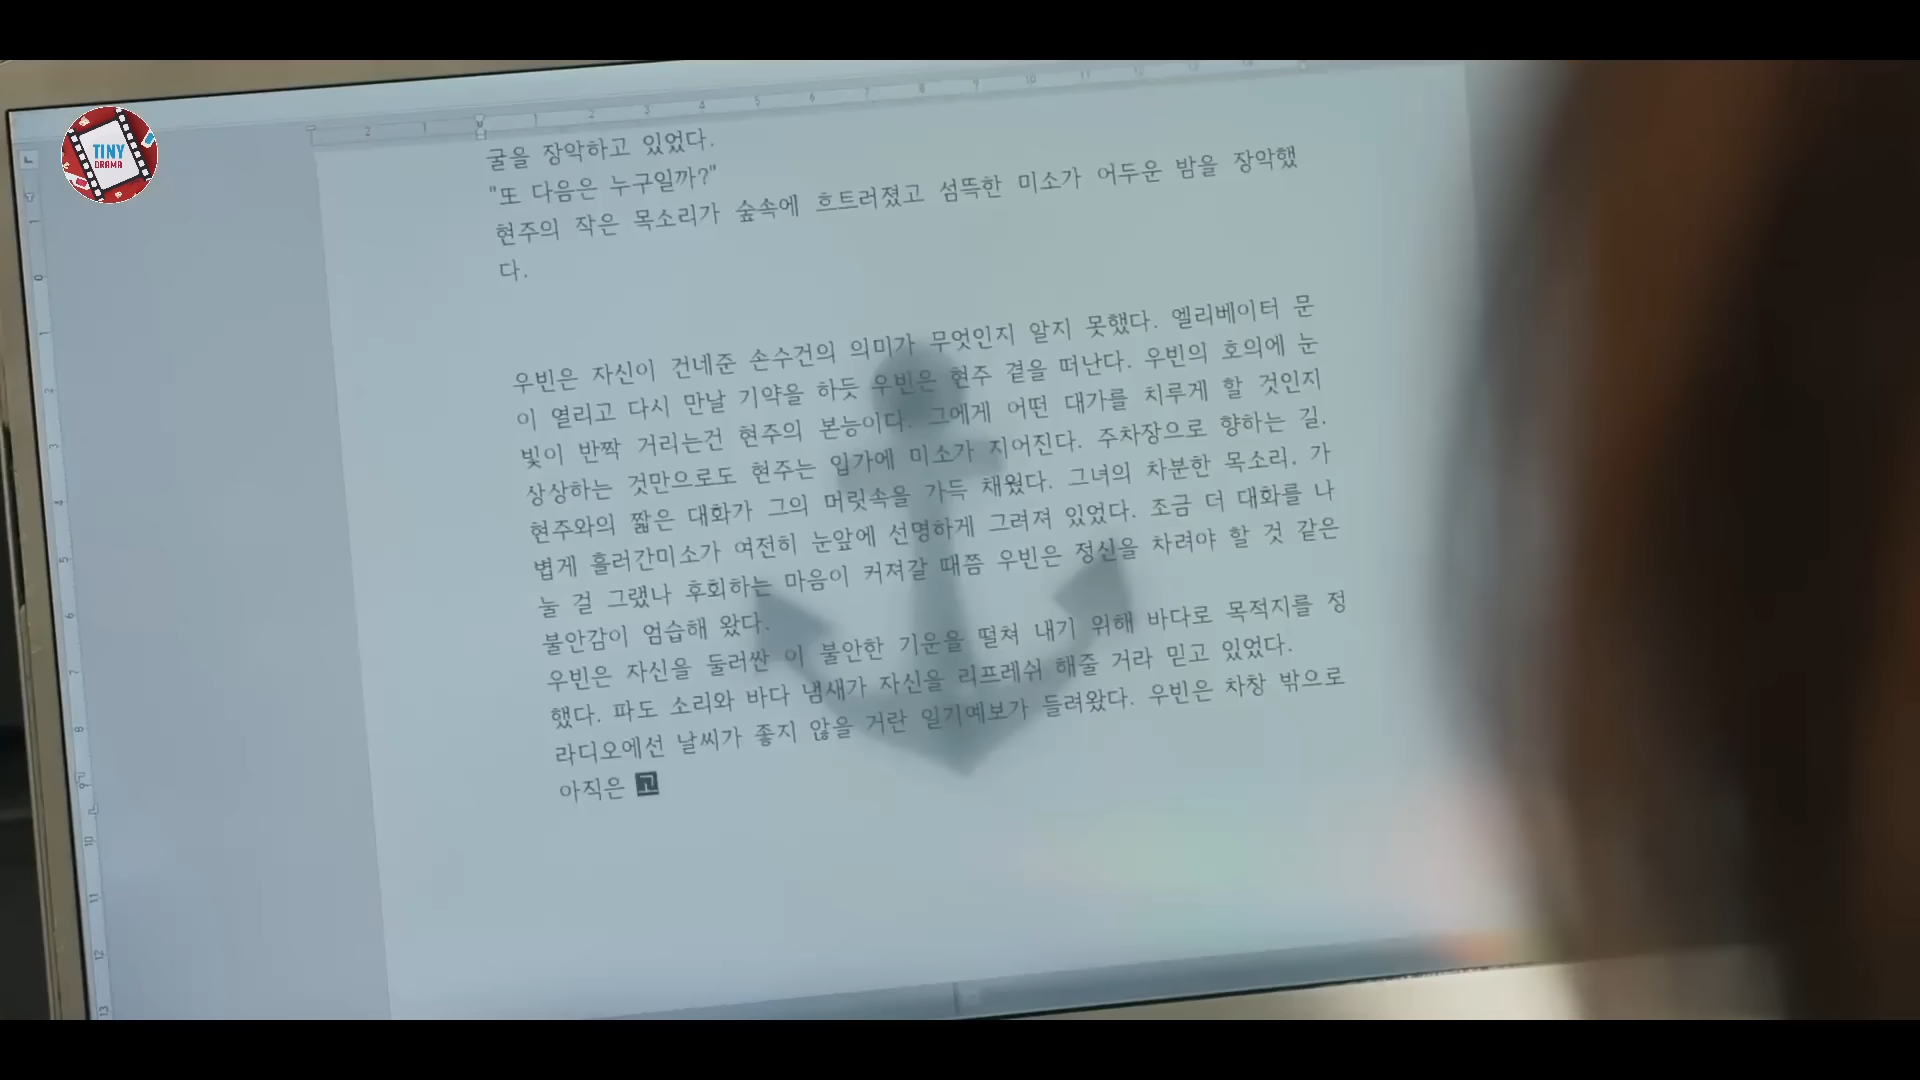 TINY
DRAMA
굴을 장악하고 있었다.
"또 다음은 누구일까?"
현주의 작은 목소리가 숲속에 흐트러졌고 섬뜩한 미소가 어두운 밤을 장악했
다.
우빈은 자신이 건네준 손수건의 의미가 무엇인지 알지 못했다. 엘리베이터 문
이 열리고 다시 만날 기약을 하듯 우빈은 현주 곁을 떠난다. 우빈의 호의에 눈
빛이 반짝 거리는건 현주의 본능이다. 그에게 어떤 대가를 치루게 할 것인지
상상하는 것만으로도 현주는 입가에 미소가 지어진다. 주차장으로 향하는 길.
현주와의 짧은 대화가 그의 머릿속을 가득 채웠다. 그녀의 차분한 목소리. 가
볍게 흘러간미소가 여전히 눈앞에 선명하게 그려져 있었다. 조금 더 대화를 나
눌 걸 그랬나 후회하는 마음이 커져갈 때쯤 우빈은 정신을 차려야 할 것 같은
불안감이 엄습해 왔다.
우빈은 자신을 둘러싼 이 불안한 기운을 떨쳐 내기 위해 바다로 목적지를 정
했다. 파도 소리와 바다 냄새가 자신을 리프레쉬 해줄 거라 믿고 있었다.
라디오에선 날씨가 좋지 않을 거란 일기예보가 들려왔다. 우빈은 차창 밖으로
아직은 고